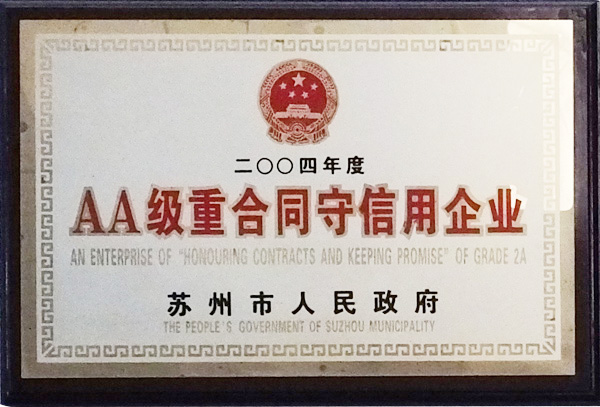 二〇〇四年度
AA级重合同守信用企业
AN ENTERPRISE OF "HONOURING CONTRACTS AND KEEPING PROMISE" OF GRADE 2A
苏州市人民政府
THE PEOPLE'S GOVERNMENT OF SUZHOU MUNICIPALITY